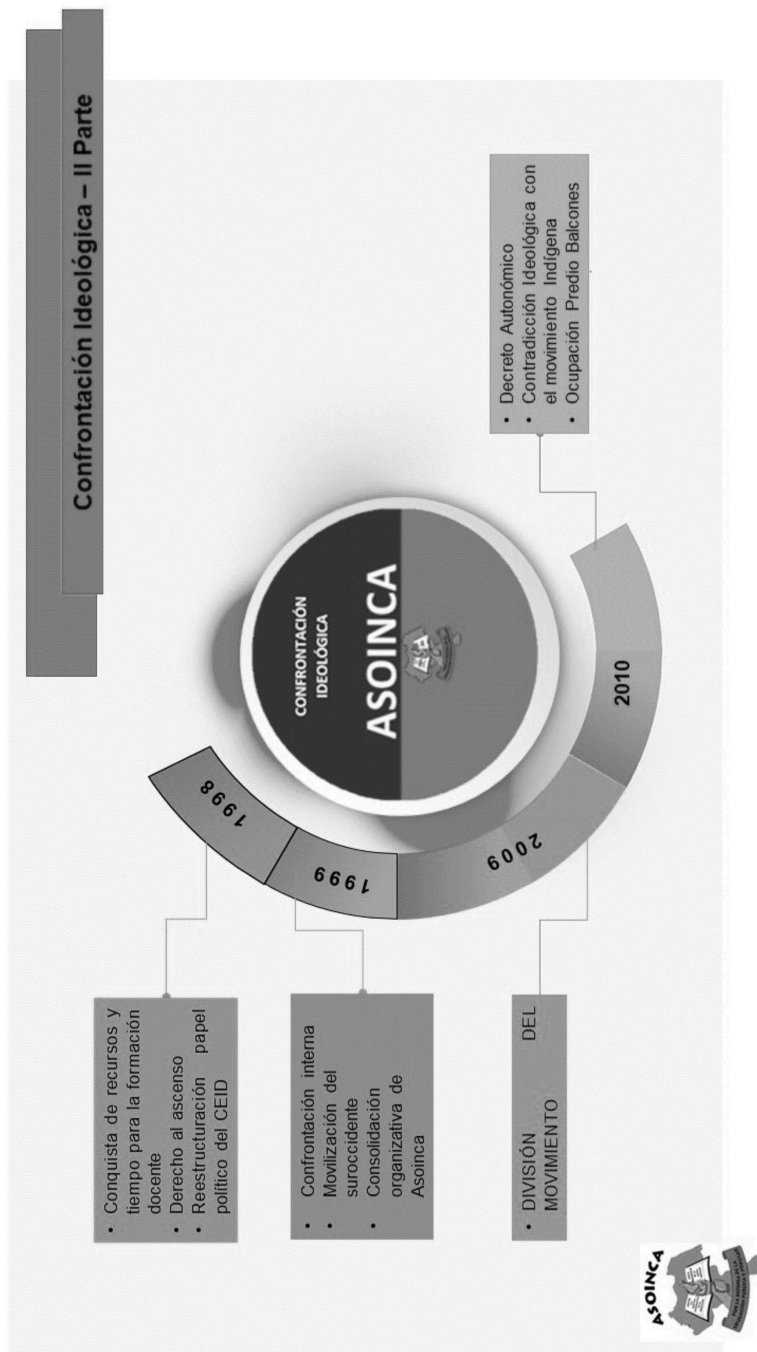 Confrontación Ideológica – II Parte
• Conquista de recursos y
tiempo para la formación
docente
• Derecho al ascenso
• Reestructuración papel
político del CEID
• Confrontación interna
• Movilización del
suroccidente
• Consolidación
organizativa de
Asoinca
• DIVISIÓN DEL
MOVIMIENTO
1998
1999
2009
2010
CONFRONTACIÓN
IDEOLÓGICA
ASOINCA
• Decreto Autonómico
• Contradicción Ideológica con
el movimiento Indígena
• Ocupación Predio Balcones
ASOINCA